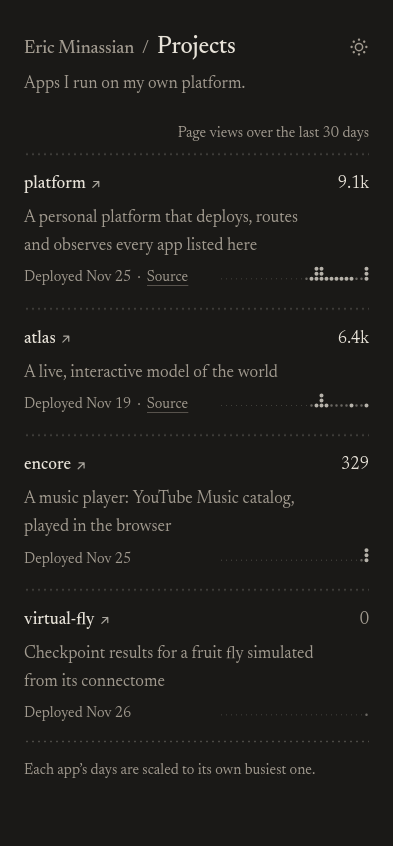 Eric Minassian / Projects
Apps I run on my own platform.
Page views over the last 30 days
platform ↗ 9.1k
A personal platform that deploys, routes
and observes every app listed here
Deployed Nov 25 · Source
atlas ↗ 6.4k
A live, interactive model of the world
Deployed Nov 19 · Source
encore ↗ 329
A music player: YouTube Music catalog,
played in the browser
Deployed Nov 25
virtual-fly ↗ 0
Checkpoint results for a fruit fly simulated
from its connectome
Deployed Nov 26
Each app’s days are scaled to its own busiest one.